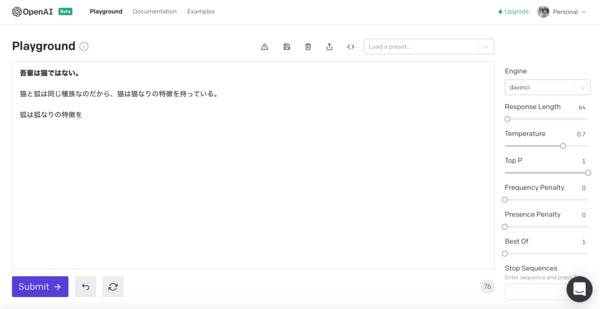 OpenAI Beta Playground Documentation Examples Upgrade Personal
Playground
Load a preset...
吾輩は猫ではない。
猫と狐は同じ種族なのだから、猫は猫なりの特徴を持っている。
狐は狐なりの特徴を
Engine
davinci
Response Length 64
Temperature 0.7
Top P 1
Frequency Penalty 0
Presence Penalty 0
Best Of 1
Stop Sequences
Enter sequence and press
Submit
76